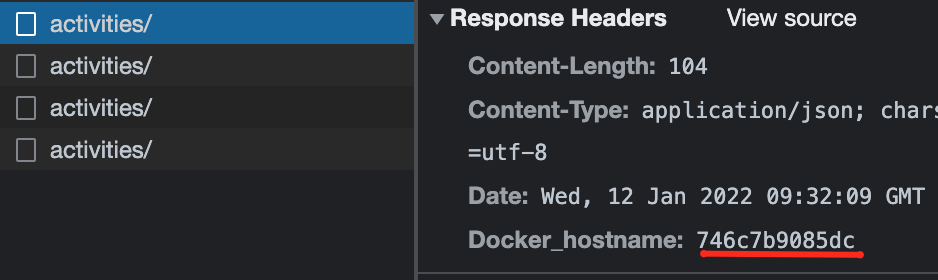 activities/
activities/
activities/
activities/
Response Headers View source
Content-Length: 104
Content-Type: application/json; chars
=utf-8
Date: Wed, 12 Jan 2022 09:32:09 GMT
Docker_hostname: 746c7b9085dc